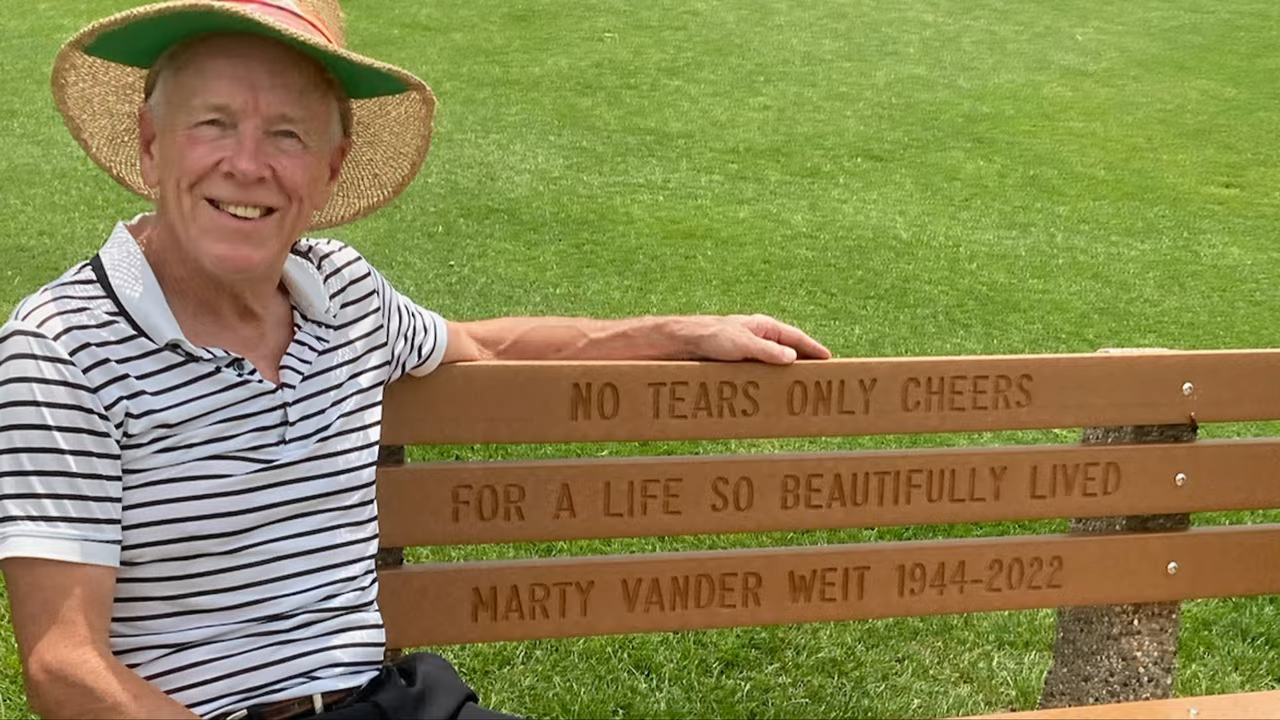 NO TEARS ONLY CHEERS
FOR A LIFE SO BEAUTIFULLY LIVED
MARTY VANDER WEIT 1944-2022